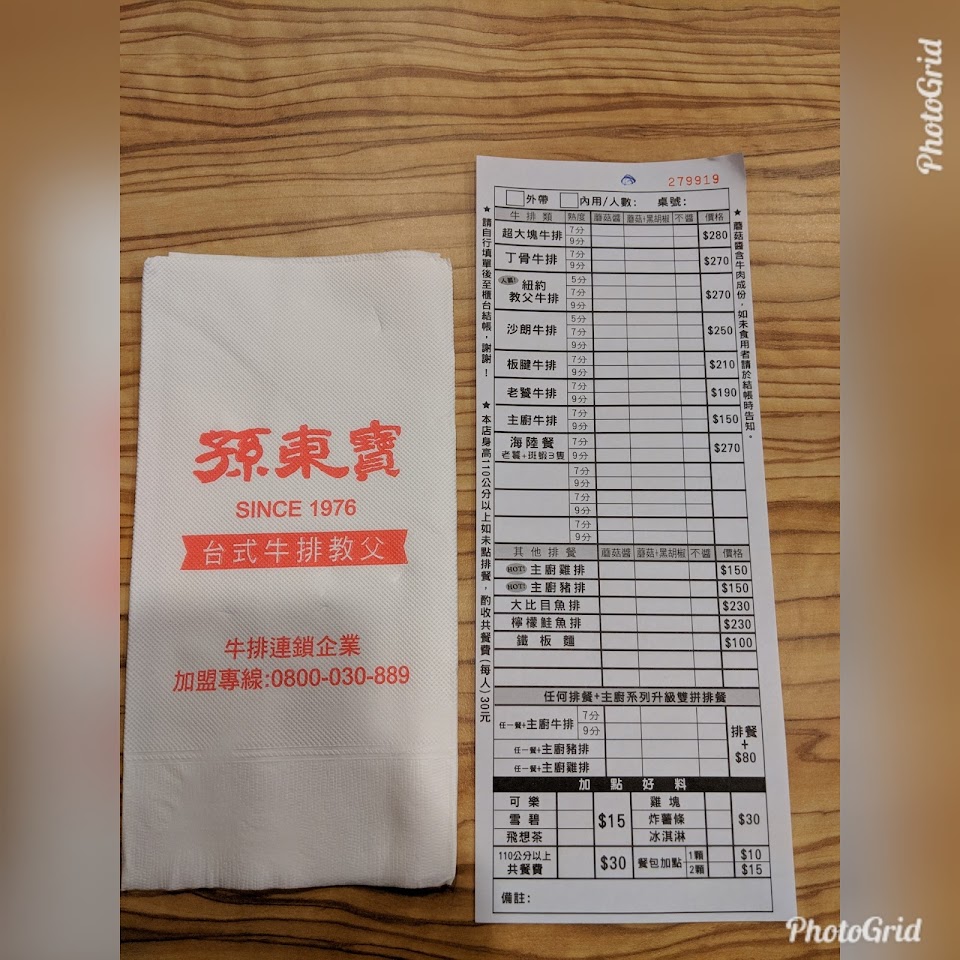 PhotoGrid
孫東寶
SINCE 1976
台式牛排教父
牛排連鎖企業
加盟專線:0800-030-889
279919
外帶 內用/人數: 桌號:
牛排類 熟度 蘑菇醬 蘑菇+黑胡椒 不醬 價格
超大塊牛排 7分 9分 $280
丁骨牛排 7分 9分 $270
人氣! 紐約教父牛排 5分 7分 9分 $270
沙朗牛排 5分 7分 9分 $250
板腱牛排 7分 9分 $210
老饕牛排 7分 9分 $190
主廚牛排 7分 9分 $150
海陸餐 老饕+斑蝦3隻 7分 9分 $270
7分
9分
7分
9分
7分
9分
其他排餐 蘑菇醬 蘑菇+黑胡椒 不醬 價格
HOT! 主廚雞排 $150
HOT! 主廚豬排 $150
大比目魚排 $230
檸檬鮭魚排 $230
鐵板麵 $100
任何排餐+主廚系列升級雙拼排餐
任一餐+主廚牛排 7分 9分
任一餐+主廚豬排
任一餐+主廚雞排
排餐+$80
加點好料
可樂 雞塊
雪碧 $15 炸薯條 $30
飛想茶 冰淇淋
110公分以上共餐費 $30 餐包加點 1顆 $10
2顆 $15
備註:
★請自行填單後至櫃台結帳，謝謝！
★本店身高110公分以上如未點排餐，酌收共餐費(每人)30元
★蘑菇醬含牛肉成份，如未食用者請於結帳時告知。
PhotoGrid